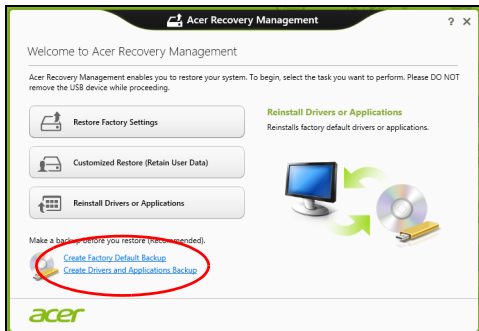 Acer Recovery Management
? X
Welcome to Acer Recovery Management
Acer Recovery Management enables you to restore your system. To begin, select the task you want to perform. Please DO NOT
remove the USB device while proceeding.
Restore Factory Settings
Customized Restore (Retain User Data)
Reinstall Drivers or Applications
Reinstall Drivers or Applications
Reinstalls factory default drivers or applications.
Make a backup before you restore (Recommended).
Create Factory Default Backup
Create Drivers and Applications Backup
acer